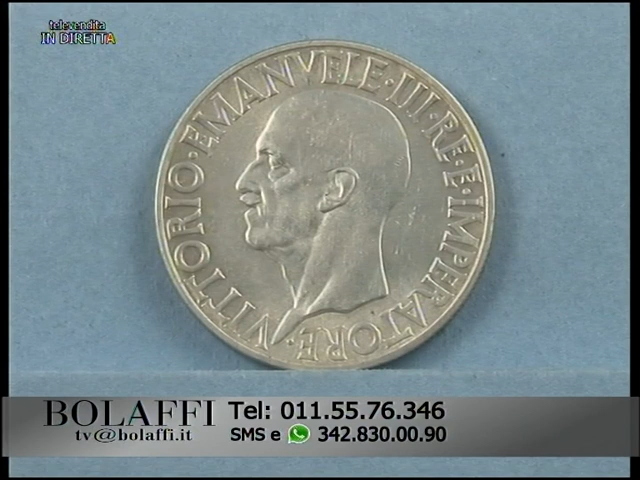 televendita
IN DIRETTA
VITTORIO·EMANVELE·III·RE·E·IMPERATORE·
BOLAFFI
tv@bolaffi.it
Tel: 011.55.76.346
SMS e 342.830.00.90